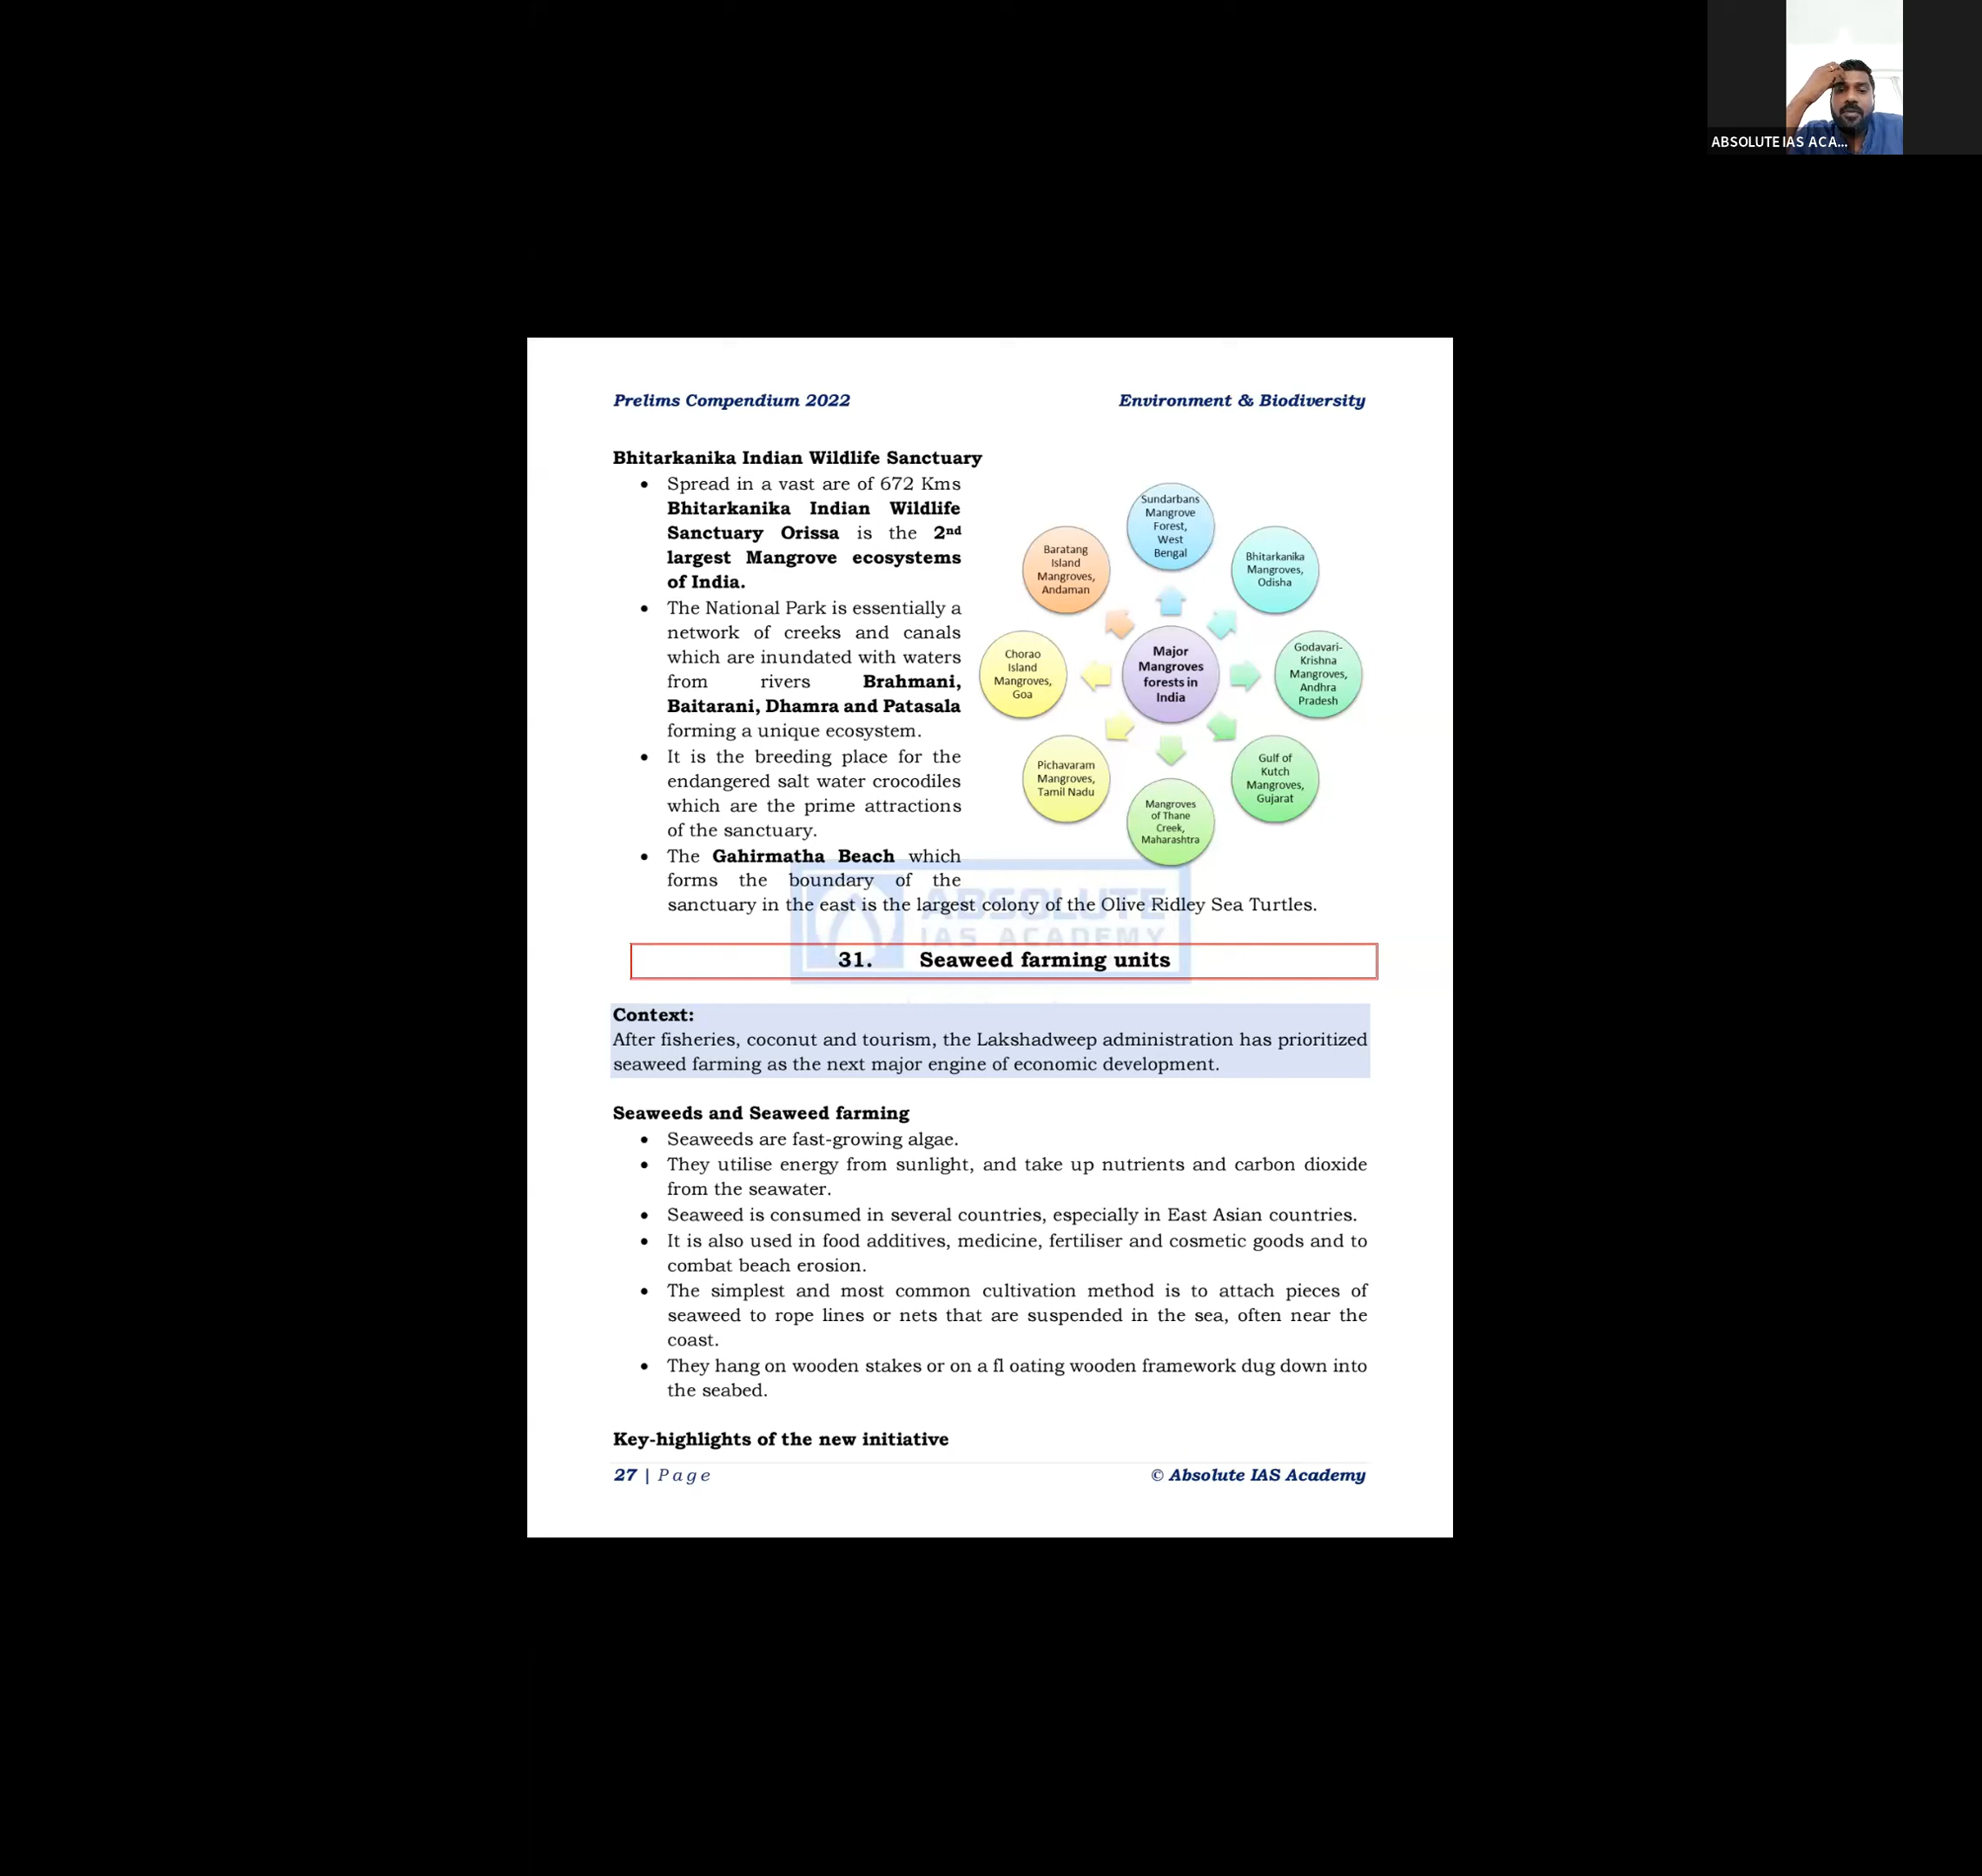 ABSOLUTE IAS ACA...
Prelims Compendium 2022
Environment & Biodiversity
Bhitarkanika Indian Wildlife Sanctuary
• Spread in a vast are of 672 Kms
Bhitarkanika Indian Wildlife
Sanctuary Orissa is the 2nd
largest Mangrove ecosystems
of India.
• The National Park is essentially a
network of creeks and canals
which are inundated with waters
from rivers Brahmani,
Baitarani, Dhamra and Patasala
forming a unique ecosystem.
• It is the breeding place for the
endangered salt water crocodiles
which are the prime attractions
of the sanctuary.
• The Gahirmatha Beach which
forms the boundary of the
sanctuary in the east is the largest colony of the Olive Ridley Sea Turtles.
Major
Mangroves
forests in
India
Sundarbans
Mangrove
Forest,
West
Bengal
Bhitarkanika
Mangroves,
Odisha
Godavari-
Krishna
Mangroves,
Andhra
Pradesh
Gulf of
Kutch
Mangroves,
Gujarat
Mangroves
of Thane
Creek,
Maharashtra
Pichavaram
Mangroves,
Tamil Nadu
Chorao
Island
Mangroves,
Goa
Baratang
Island
Mangroves,
Andaman
ABSOLUTE
IAS ACADEMY
31. Seaweed farming units
Context:
After fisheries, coconut and tourism, the Lakshadweep administration has prioritized
seaweed farming as the next major engine of economic development.
Seaweeds and Seaweed farming
• Seaweeds are fast-growing algae.
• They utilise energy from sunlight, and take up nutrients and carbon dioxide
from the seawater.
• Seaweed is consumed in several countries, especially in East Asian countries.
• It is also used in food additives, medicine, fertiliser and cosmetic goods and to
combat beach erosion.
• The simplest and most common cultivation method is to attach pieces of
seaweed to rope lines or nets that are suspended in the sea, often near the
coast.
• They hang on wooden stakes or on a fl oating wooden framework dug down into
the seabed.
Key-highlights of the new initiative
27 | Page
© Absolute IAS Academy